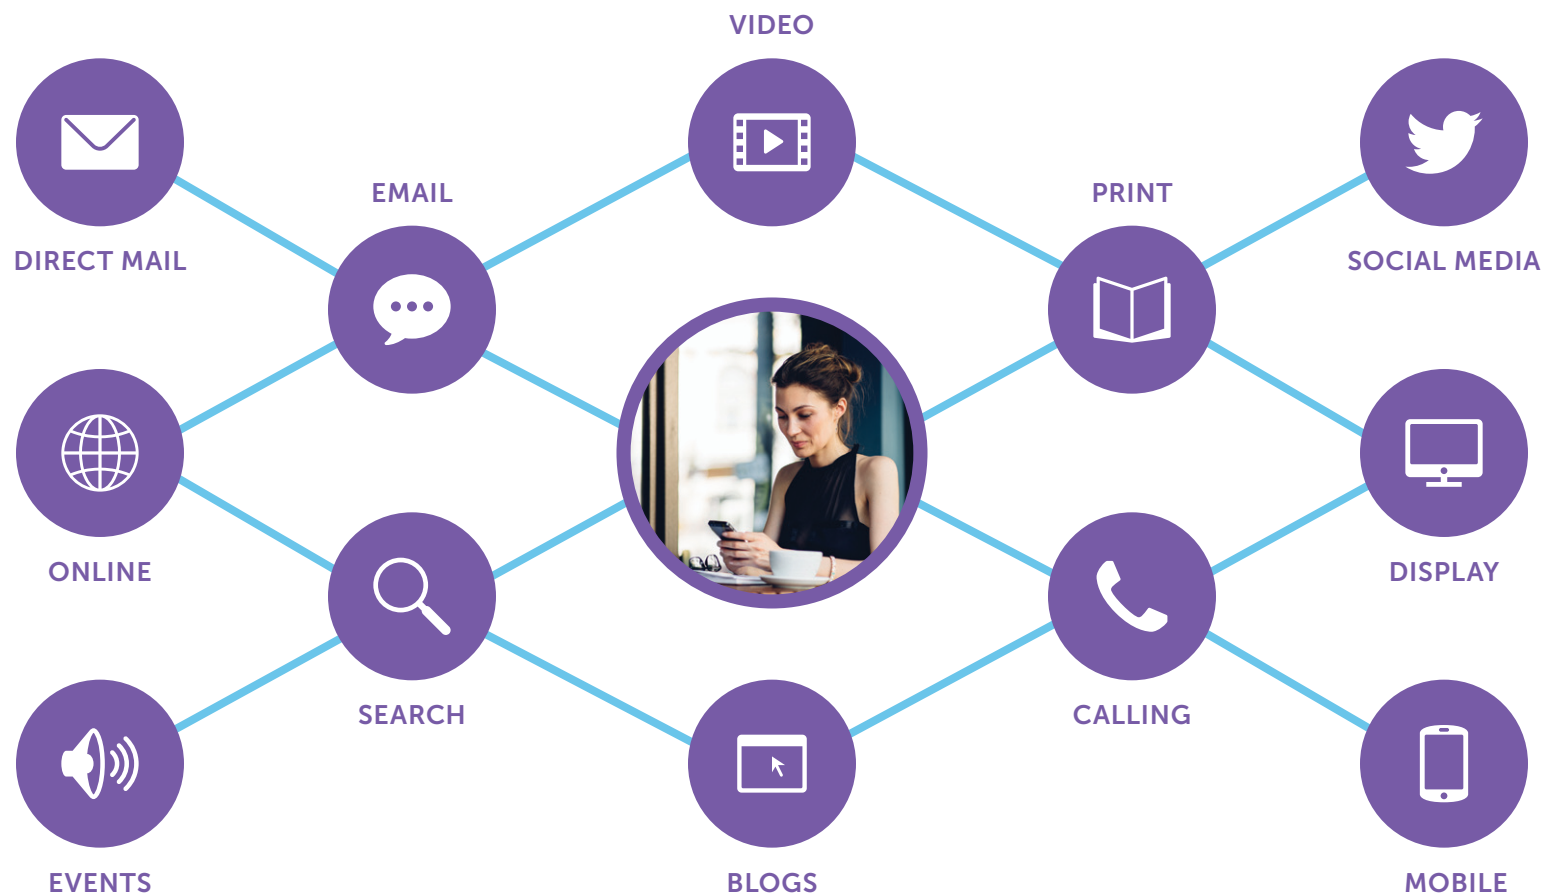 VIDEO
EMAIL
PRINT
DIRECT MAIL
SOCIAL MEDIA
ONLINE
DISPLAY
SEARCH
CALLING
EVENTS
BLOGS
MOBILE